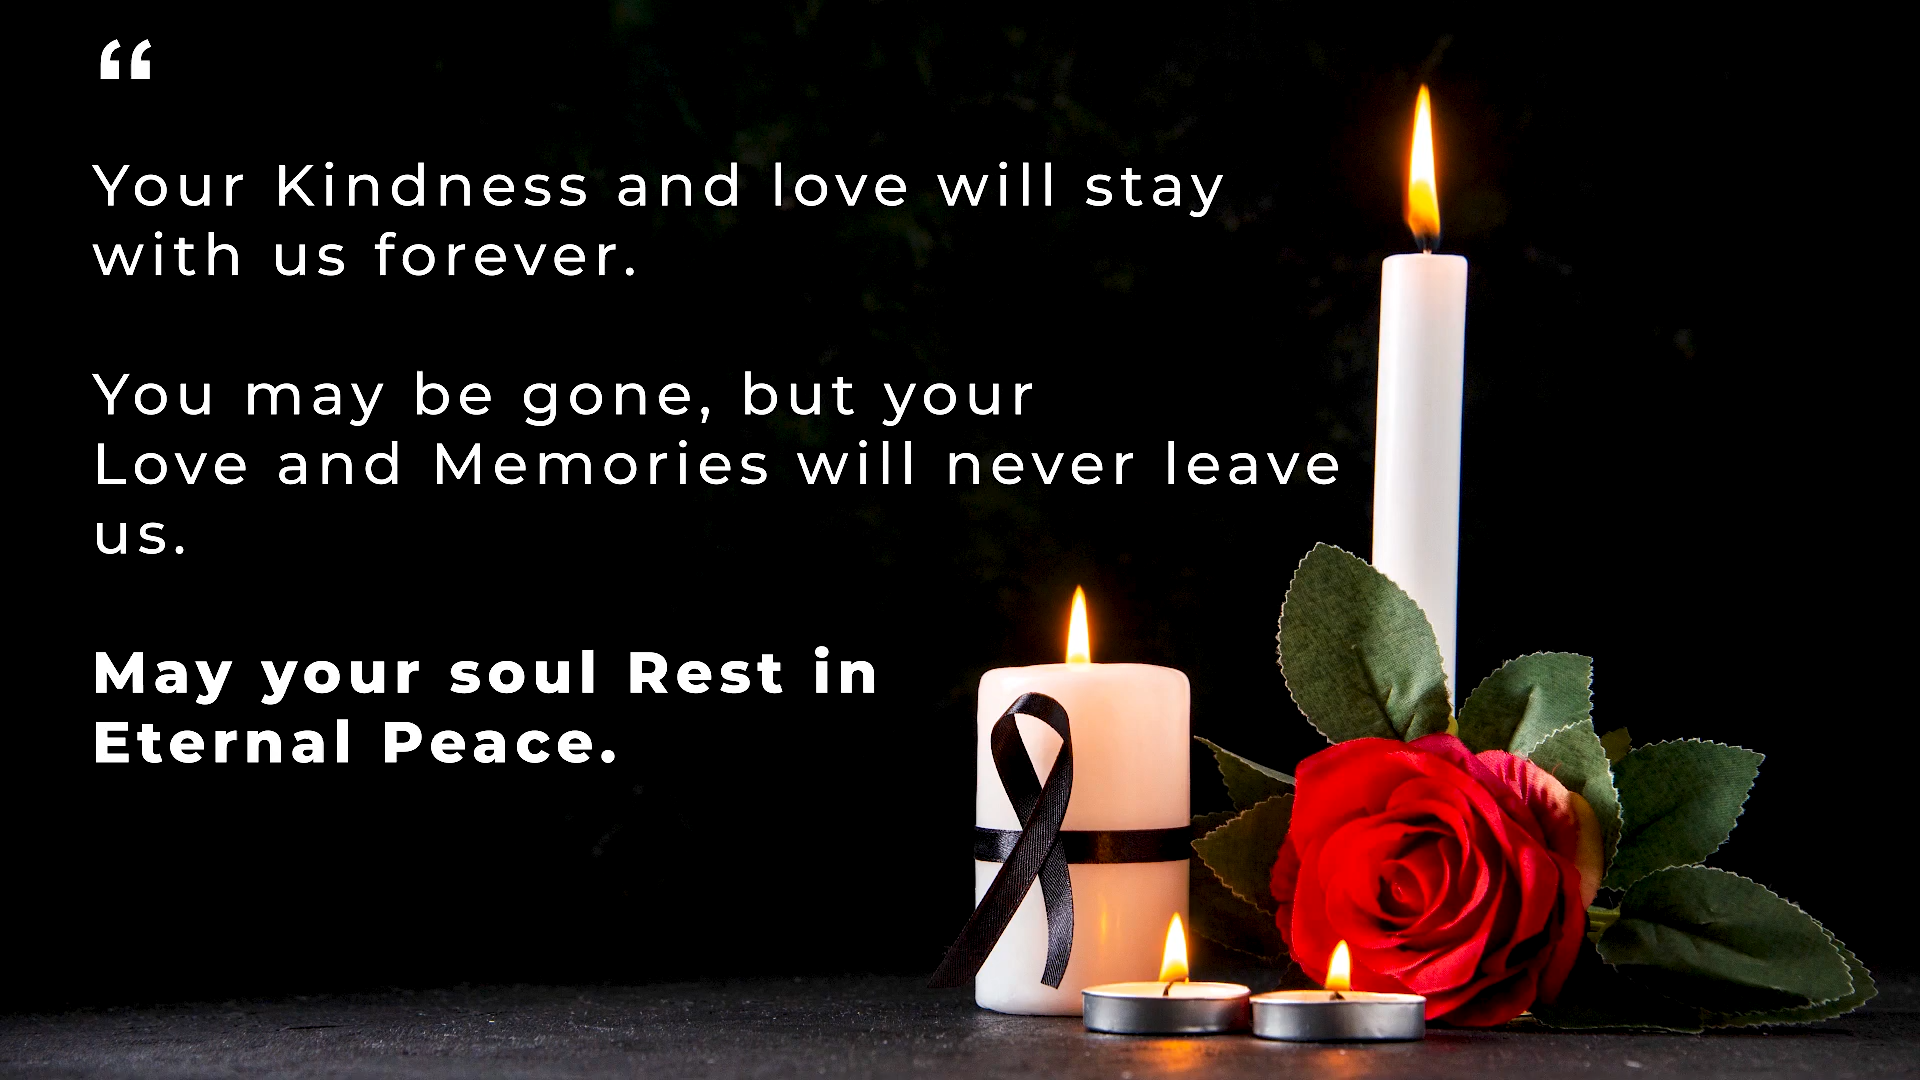 “
Your Kindness and love will stay
with us forever.
You may be gone, but your
Love and Memories will never leave
us.
May your soul Rest in
Eternal Peace.